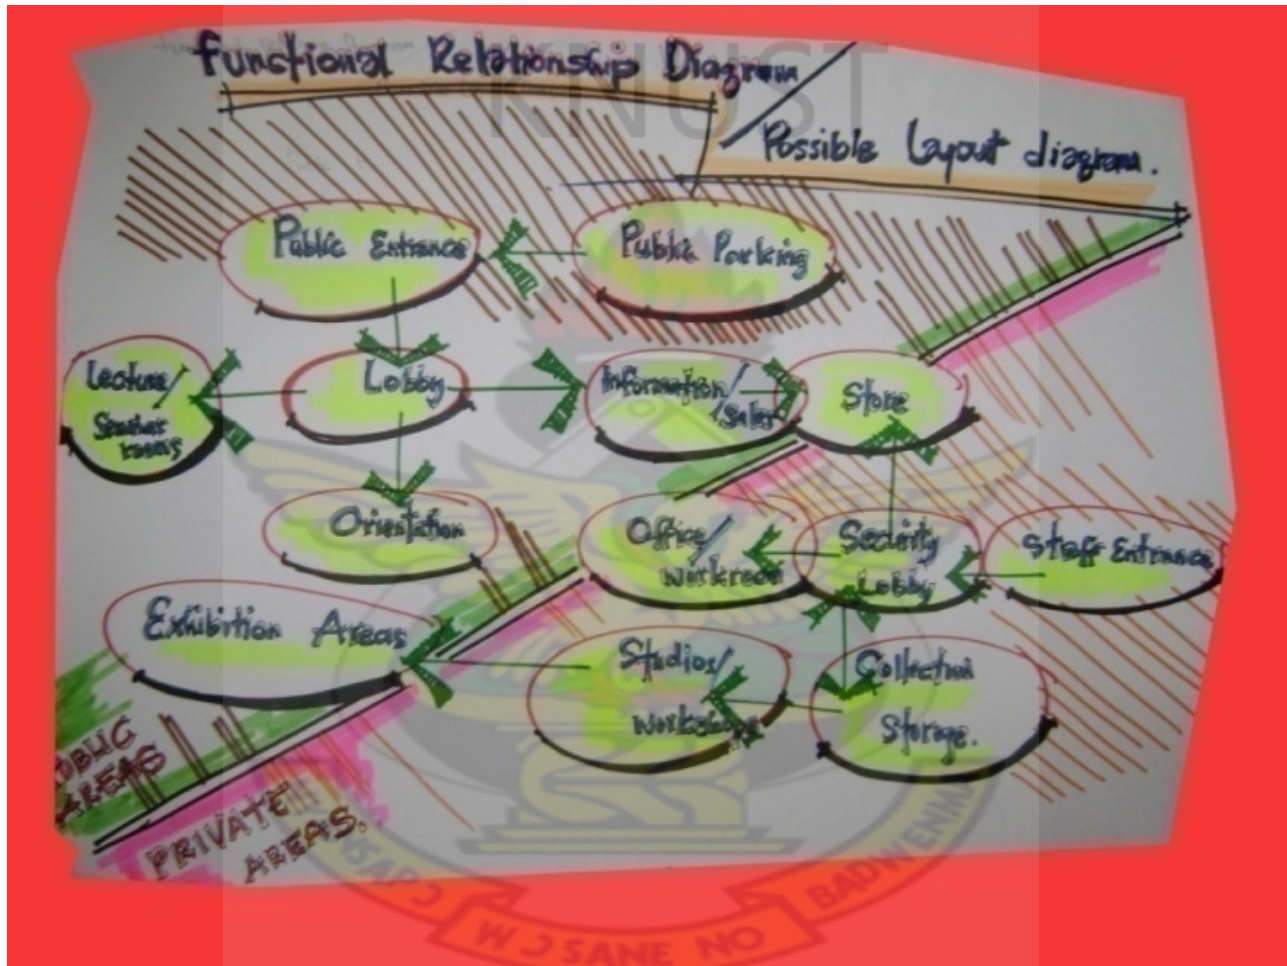 Functional Relationship Diagram
KNUST
Possible Layout diagram.
Public Entrance
Public Parking
Lecture/
Seminar
rooms
Lobby
Information/
Sales
Store
Orientation
Office/
workroom
Security
Lobby
Staff Entrance
Exhibition Areas
Studios/
workshops
Collection
Storage.
PUBLIC
AREAS
PRIVATE
AREAS.
W Ɔ SANE NO
BADWENMA